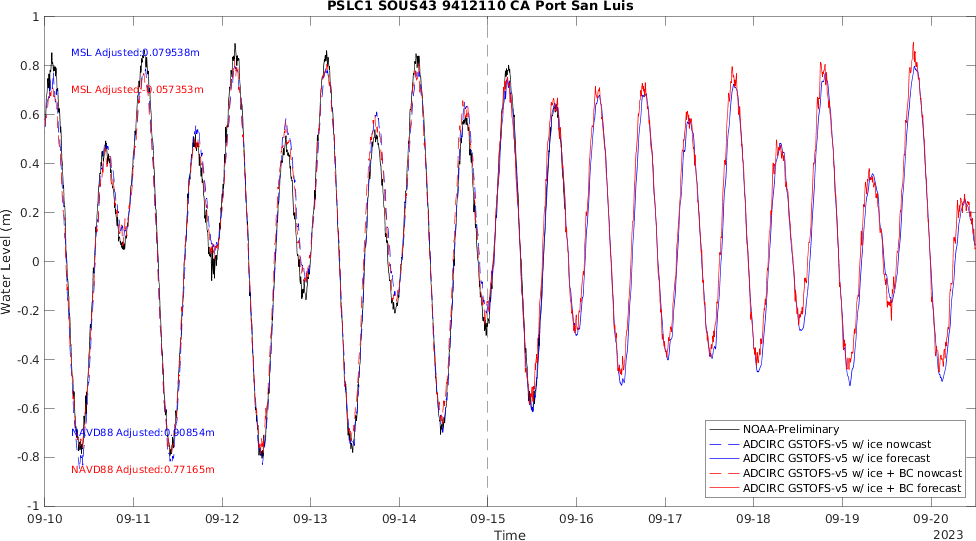 PSLC1 SOUS43 9412110 CA Port San Luis
MSL Adjusted:0.079538m
MSL Adjusted:-0.057353m
NAVD88 Adjusted:0.90854m
NAVD88 Adjusted:0.77165m
Water Level (m)
1
0.8
0.6
0.4
0.2
0
-0.2
-0.4
-0.6
-0.8
-1
NOAA-Preliminary
ADCIRC GSTOFS-v5 w/ ice nowcast
ADCIRC GSTOFS-v5 w/ ice forecast
ADCIRC GSTOFS-v5 w/ ice + BC nowcast
ADCIRC GSTOFS-v5 w/ ice + BC forecast
09-10 09-11 09-12 09-13 09-14 09-15 09-16 09-17 09-18 09-19 09-20
Time
2023